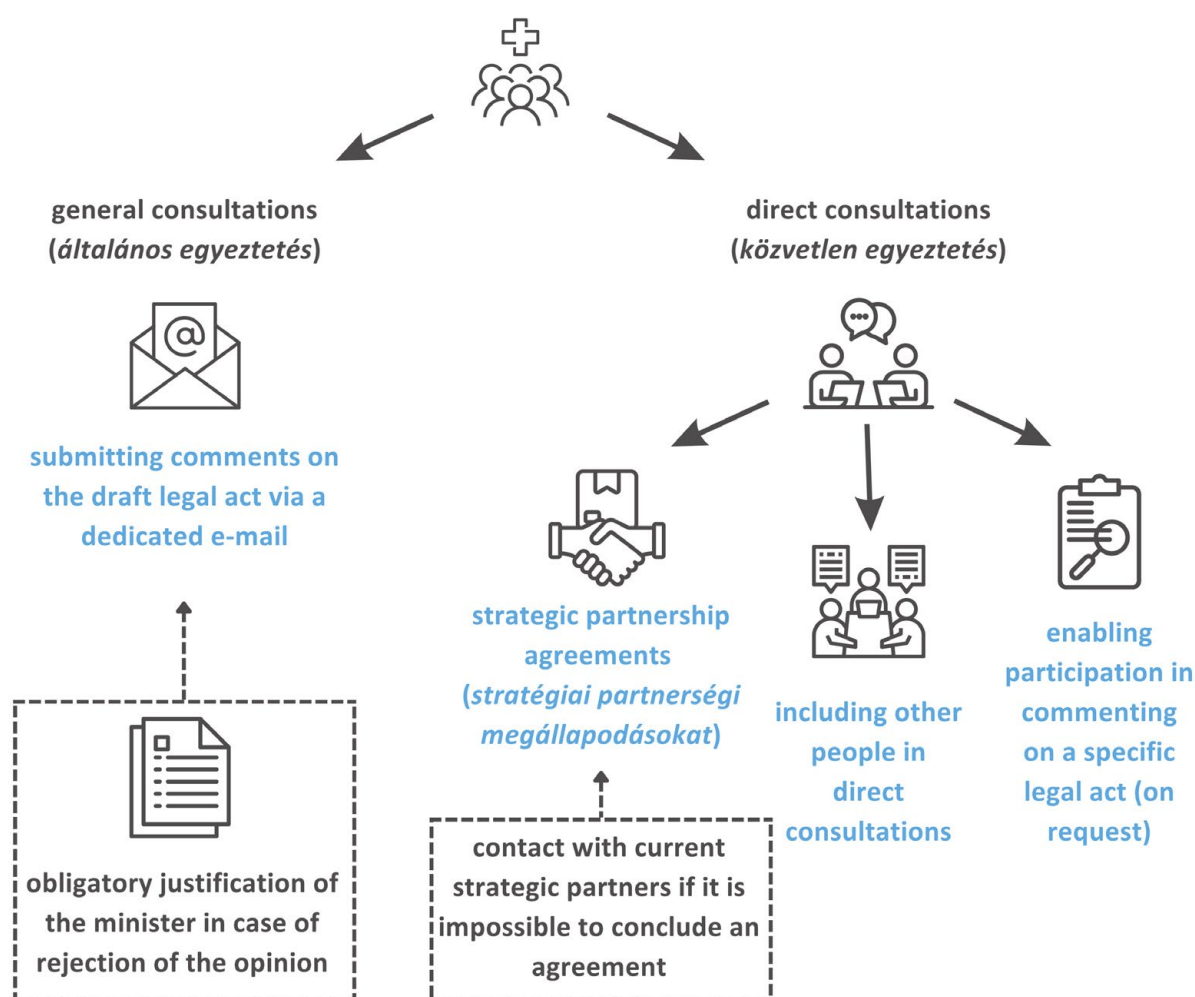 general consultations
(általános egyeztetés)
submitting comments on
the draft legal act via a
dedicated e-mail
obligatory justification of
the minister in case of
rejection of the opinion
direct consultations
(közvetlen egyeztetés)
strategic partnership
agreements
(stratégiai partnerségi
megállapodásokat)
contact with current
strategic partners if it is
impossible to conclude an
agreement
including other
people in
direct
consultations
enabling
participation in
commenting
on a specific
legal act (on
request)